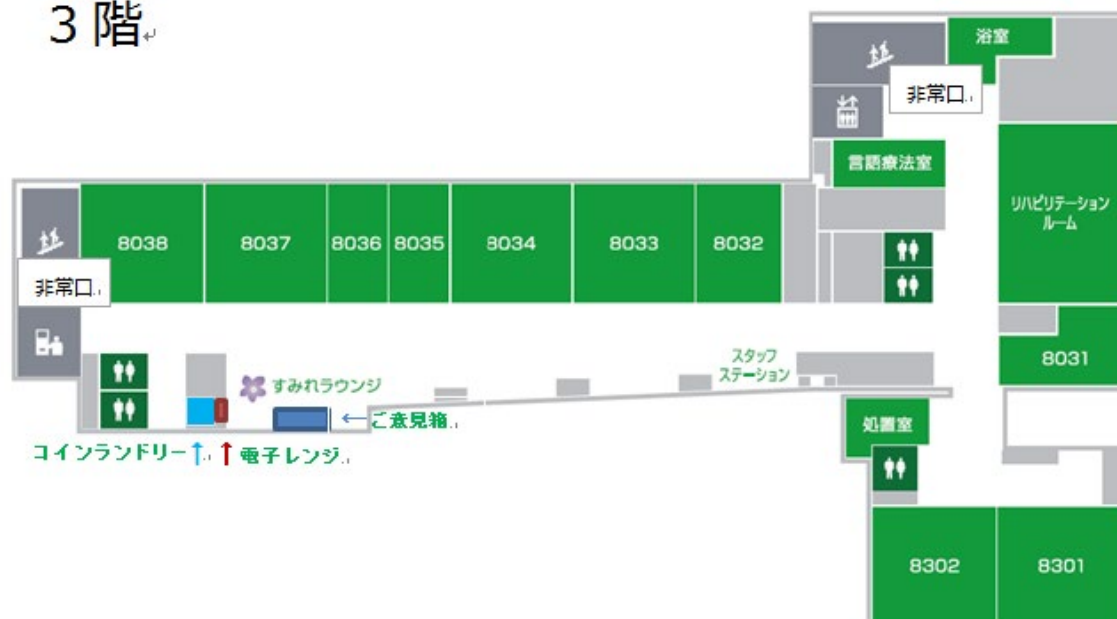 3 階
浴室
非常口
言語療法室
リハビリテーション
ルーム
8038
8037
8036
8035
8034
8033
8032
非常口
8031
スタッフ
ステーション
すみれラウンジ
←ご意見箱
処置室
コインランドリー↑
↑電子レンジ
8302
8301